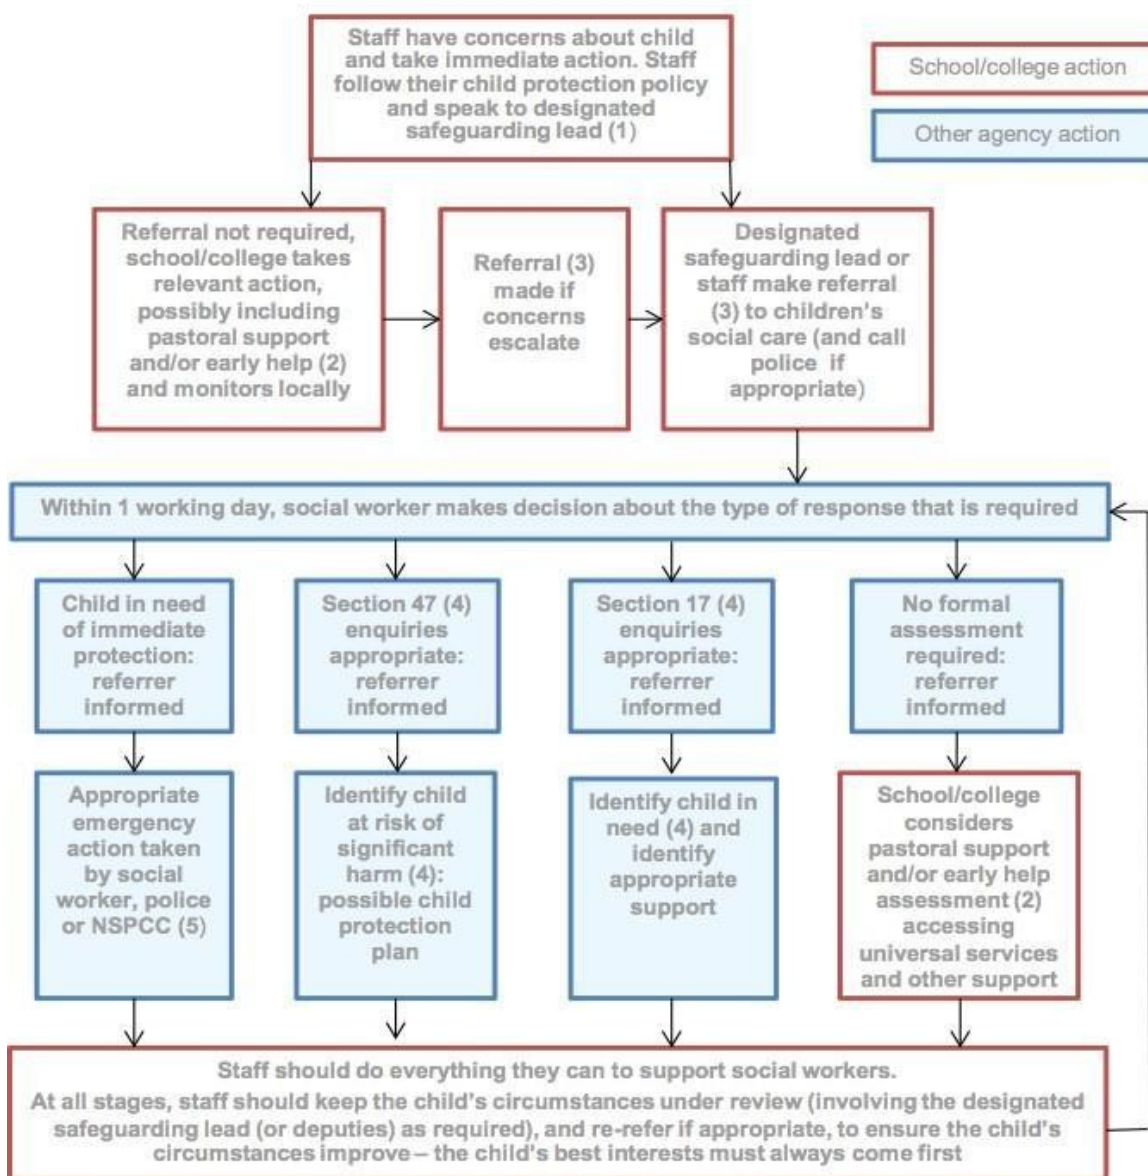 Staff have concerns about child
and take immediate action. Staff
follow their child protection policy
and speak to designated
safeguarding lead (1)
School/college action
Other agency action
Referral not required,
school/college takes
relevant action,
possibly including
pastoral support
and/or early help (2)
and monitors locally
Referral (3)
made if
concerns
escalate
Designated
safeguarding lead or
staff make referral
(3) to children's
social care (and call
police if
appropriate)
Within 1 working day, social worker makes decision about the type of response that is required
Child in need
of immediate
protection:
referrer
informed
Section 47 (4)
enquiries
appropriate:
referrer
informed
Section 17 (4)
enquiries
appropriate:
referrer
informed
No formal
assessment
required:
referrer
informed
Appropriate
emergency
action taken
by social
worker, police
or NSPCC (5)
Identify child
at risk of
significant
harm (4):
possible child
protection
plan
Identify child in
need (4) and
identify
appropriate
support
School/college
considers
pastoral support
and/or early help
assessment (2)
accessing
universal services
and other support
Staff should do everything they can to support social workers.
At all stages, staff should keep the child's circumstances under review (involving the designated
safeguarding lead (or deputies) as required), and re-refer if appropriate, to ensure the child's
circumstances improve – the child's best interests must always come first